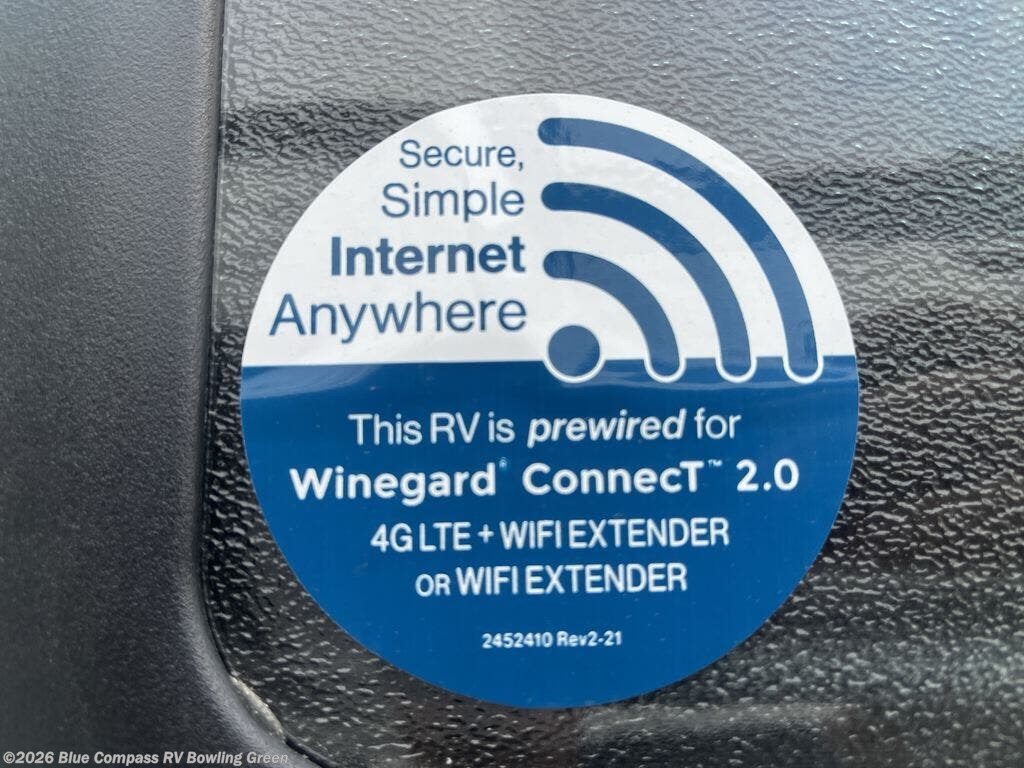 Secure,
Simple
Internet
Anywhere
This RV is prewired for
Winegard® ConnecT™ 2.0
4G LTE + WIFI EXTENDER
OR WIFI EXTENDER
2452410 Rev2-21
©2026 Blue Compass RV Bowling Green